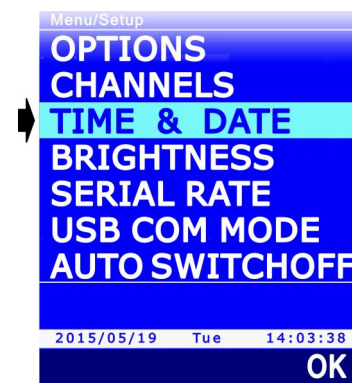 Menu/Setup
OPTIONS
CHANNELS
TIME & DATE
BRIGHTNESS
SERIAL RATE
USB COM MODE
AUTO SWITCHOFF
2015/05/19 Tue 14:03:38
OK